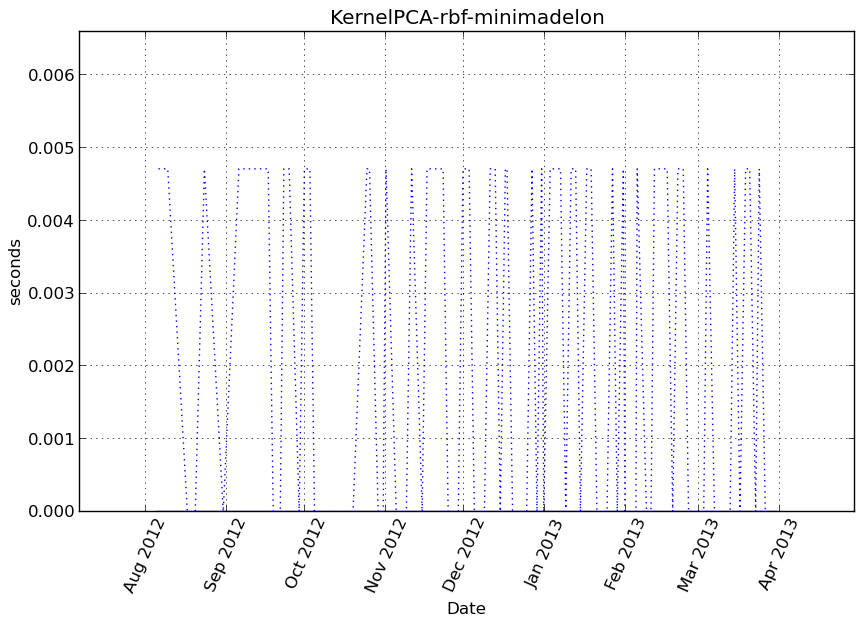 KernelPCA-rbf-minimadelon
0.006
0.005
0.004
0.003
0.002
0.001
0.000
seconds
Aug 2012
Sep 2012
Oct 2012
Nov 2012
Dec 2012
Jan 2013
Feb 2013
Mar 2013
Apr 2013
Date